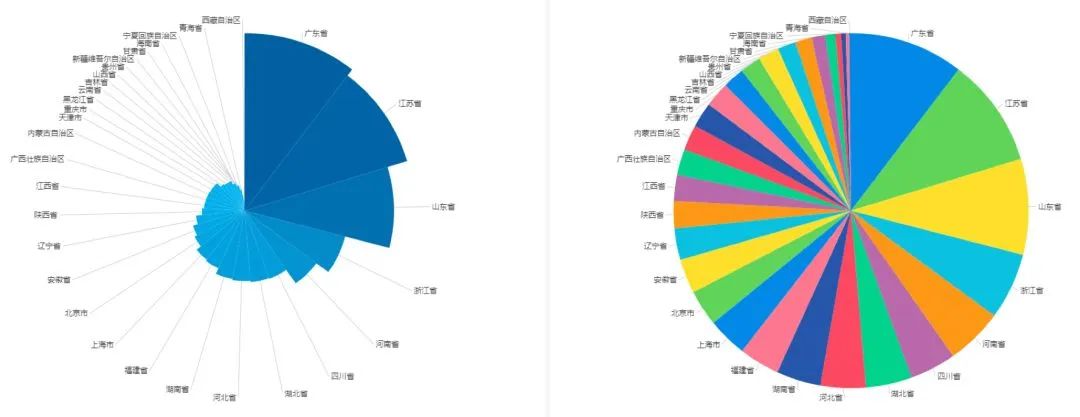 西藏自治区
青海省
宁夏回族自治区
海南省
甘肃省
新疆维吾尔自治区
贵州省
山西省
吉林省
云南省
黑龙江省
重庆市
天津市
内蒙古自治区
广西壮族自治区
江西省
陕西省
辽宁省
安徽省
北京市
上海市
福建省
湖南省
河北省
湖北省
四川省
河南省
浙江省
山东省
江苏省
广东省
西藏自治区
宁夏回族自治区
海南省
甘肃省
新疆维吾尔自治区
贵州省
山西省
吉林省
云南省
黑龙江省
重庆市
天津市
内蒙古自治区
广西壮族自治区
江西省
陕西省
辽宁省
安徽省
北京市
上海市
福建省
湖南省
河北省
湖北省
四川省
河南省
浙江省
山东省
江苏省
广东省